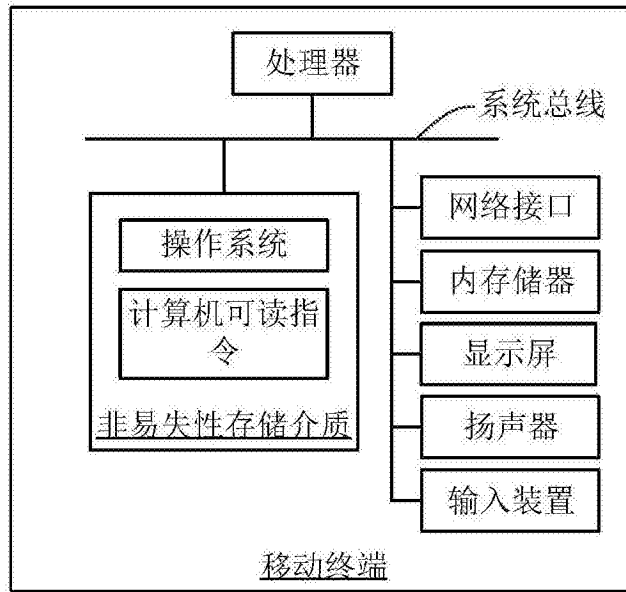 处理器
系统总线
操作系统
计算机可读指
令
非易失性存储介质
网络接口
内存储器
显示屏
扬声器
输入装置
移动终端